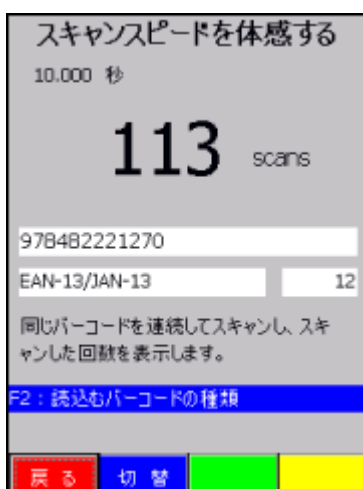 スキャンスピードを体感する
10.000 秒
113 scans
978482221270
EAN-13/JAN-13 12
同じバーコードを連続してスキャンし、スキ
ャンした回数を表示します。
F2：読込むバーコードの種類
戻る 切替